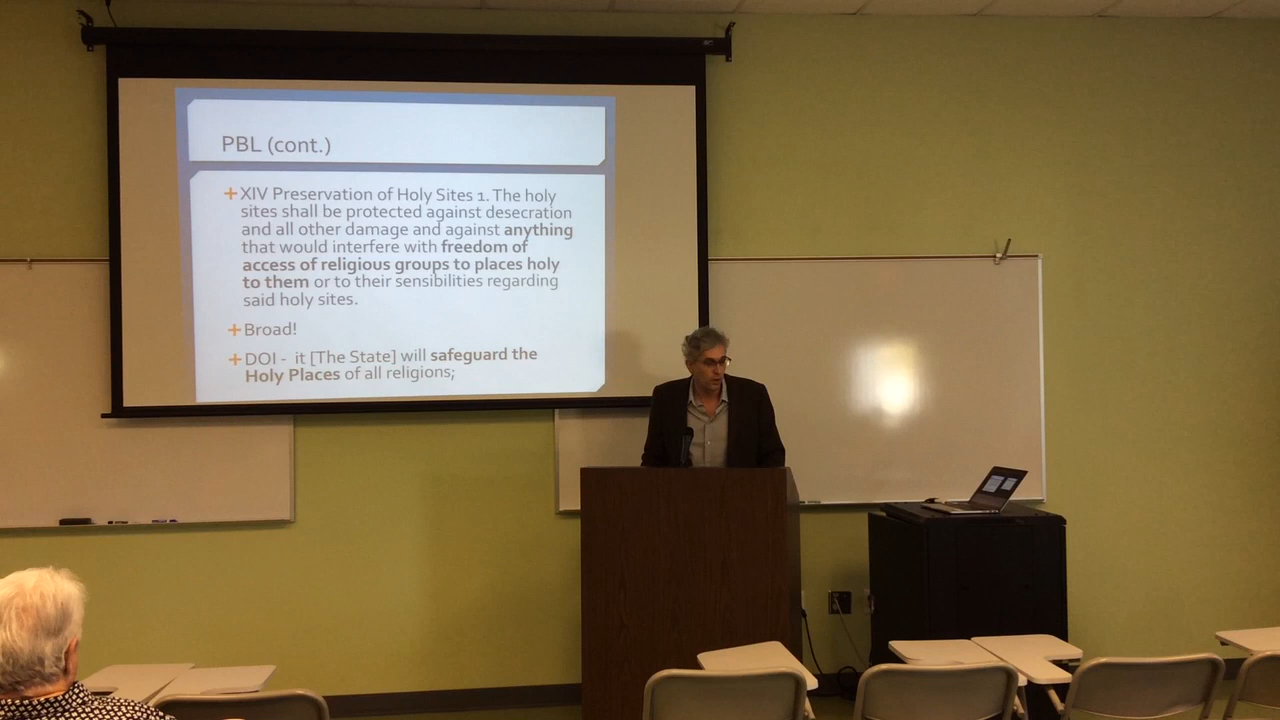 PBL (cont.)
+XIV Preservation of Holy Sites 1. The holy
sites shall be protected against desecration
and all other damage and against anything
that would interfere with freedom of
access of religious groups to places holy
to them or to their sensibilities regarding
said holy sites.
+Broad!
+DOI - it [The State] will safeguard the
Holy Places of all religions;